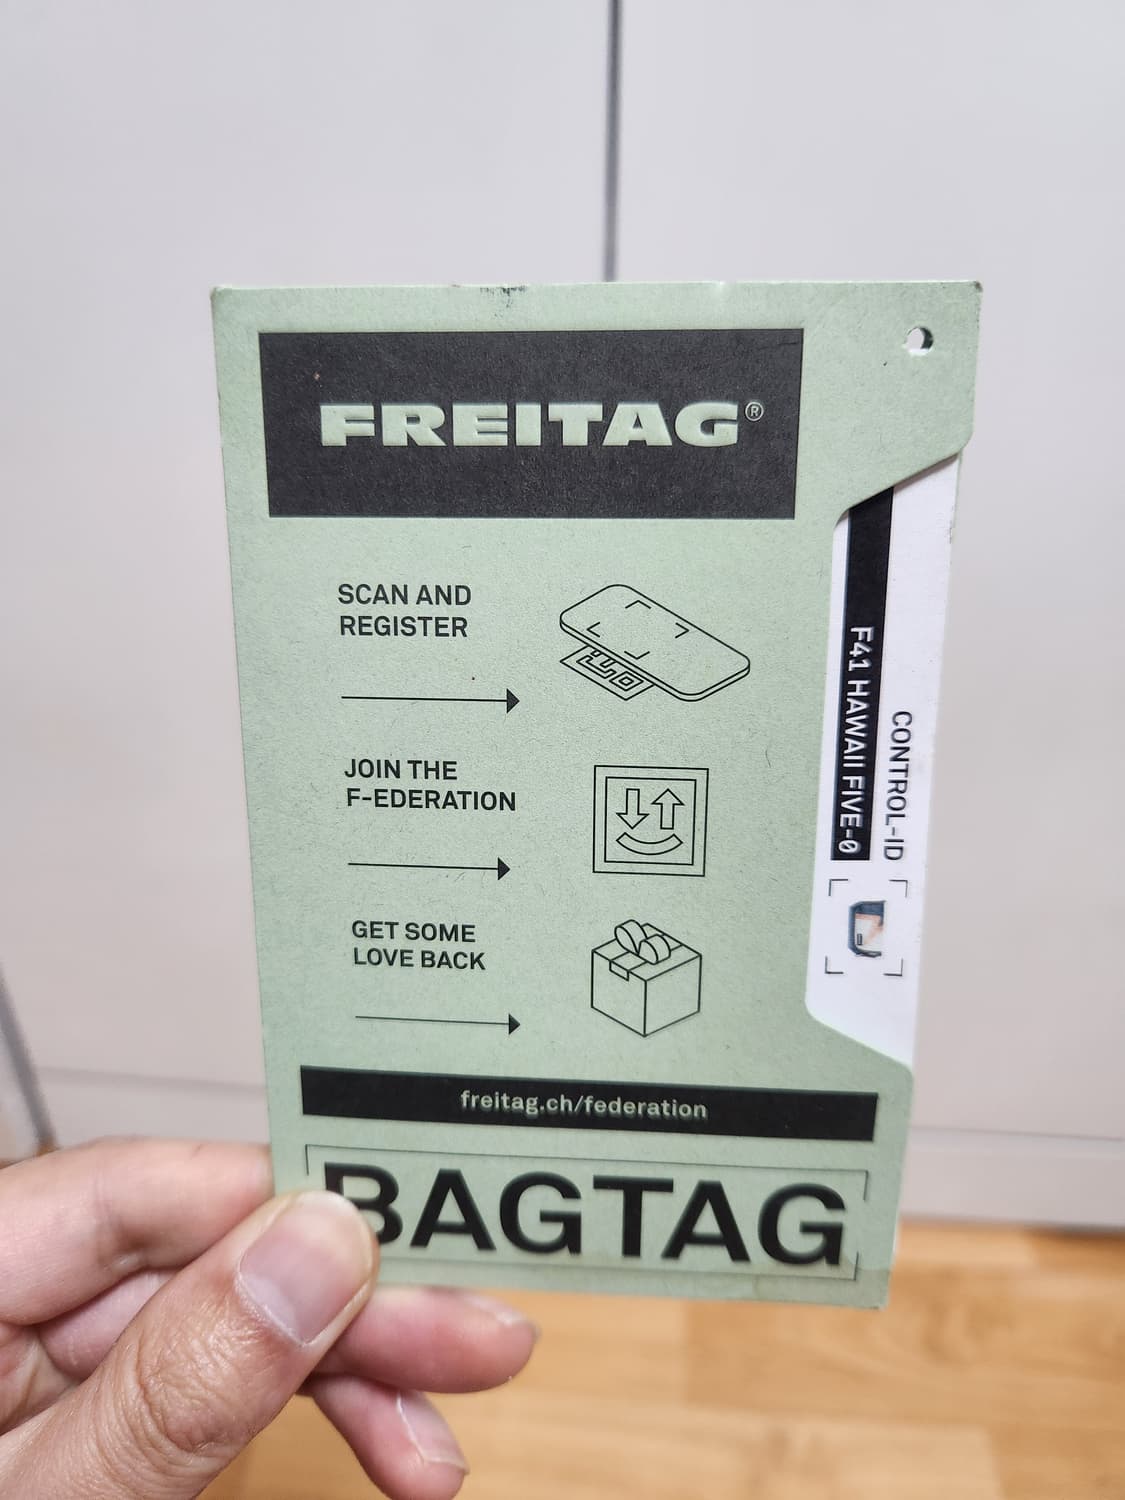 FREITAG®
SCAN AND
REGISTER
JOIN THE
F-EDERATION
GET SOME
LOVE BACK
freitag.ch/federation
BAGTAG
CONTROL-ID
F41 HAWAII FIVE-0